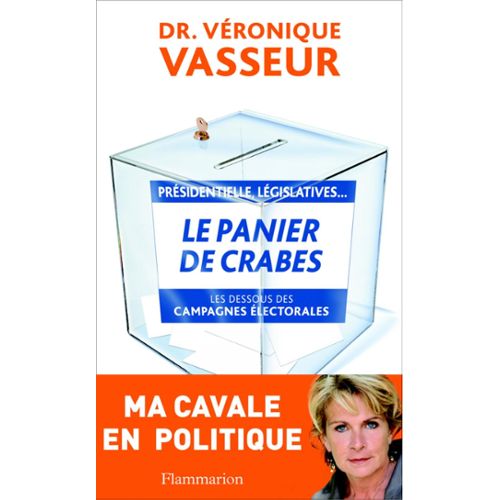 DR. VÉRONIQUE
VASSEUR
PRÉSIDENTIELLE, LÉGISLATIVES...
LE PANIER
DE CRABES
LES DESSOUS DES
CAMPAGNES ÉLECTORALES
MA CAVALE
EN POLITIQUE
Flammarion